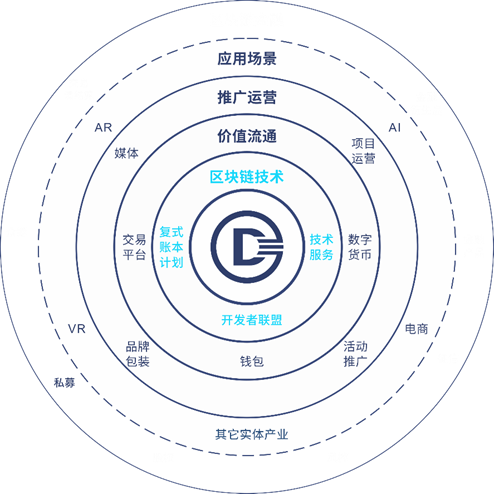 应用场景
推广运营
AR
AI
价值流通
媒体
项目
运营
区块链技术
交易
平台
复式
账本
计划
技术
服务
数字
货币
开发者联盟
VR
电商
品牌
包装
钱包
活动
推广
私募
其它实体产业